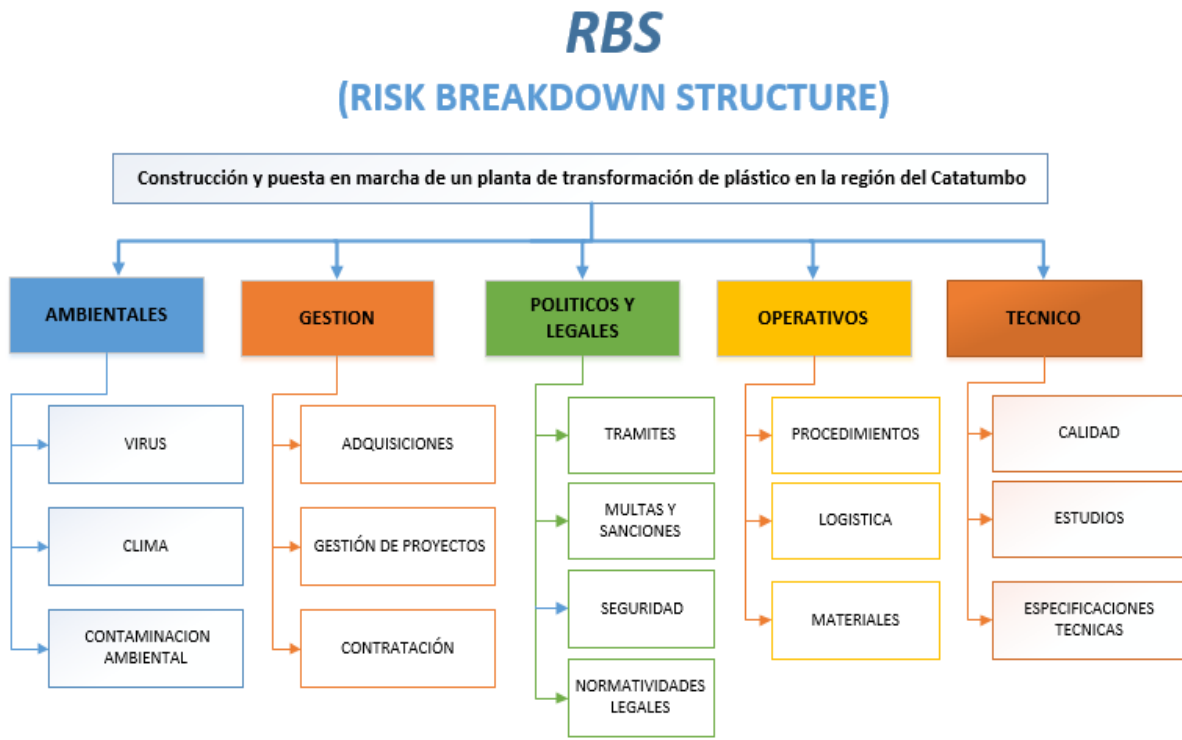 RBS
(RISK BREAKDOWN STRUCTURE)
Construcción y puesta en marcha de un planta de transformación de plástico en la región del Catatumbo
AMBIENTALES
VIRUS
CLIMA
CONTAMINACION
AMBIENTAL
GESTION
ADQUISICIONES
GESTIÓN DE PROYECTOS
CONTRATACIÓN
POLITICOS Y
LEGALES
TRAMITES
MULTAS Y
SANCIONES
SEGURIDAD
NORMATIVIDADES
LEGALES
OPERATIVOS
PROCEDIMIENTOS
LOGISTICA
MATERIALES
TECNICO
CALIDAD
ESTUDIOS
ESPECIFICACIONES
TECNICAS